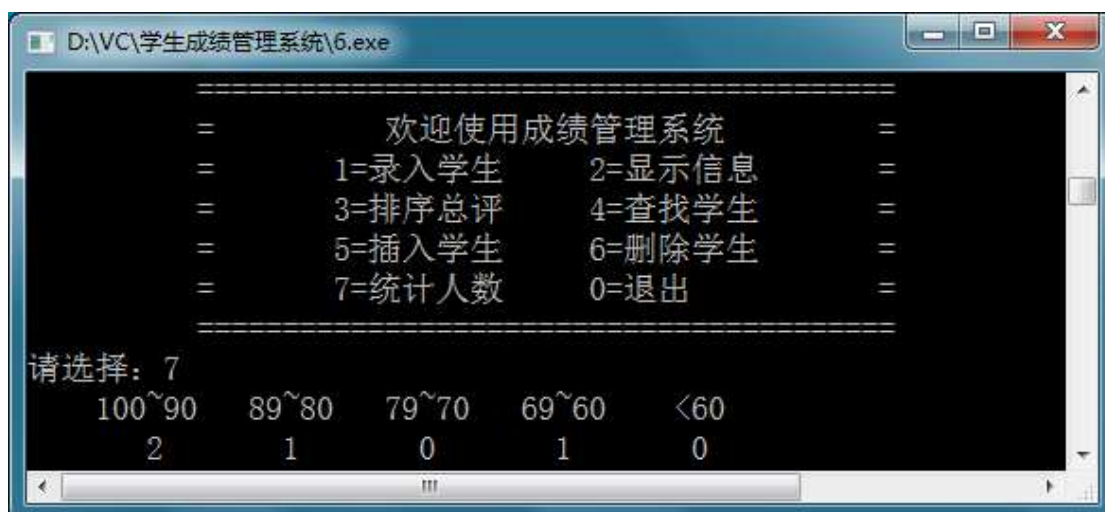 D:\VC\学生成绩管理系统\6.exe
=========================================
= 欢迎使用成绩管理系统 =
= 1=录入学生 2=显示信息 =
= 3=排序总评 4=查找学生 =
= 5=插入学生 6=删除学生 =
= 7=统计人数 0=退出 =
=========================================
请选择：7
100~90 89~80 79~70 69~60 <60
2 1 0 1 0